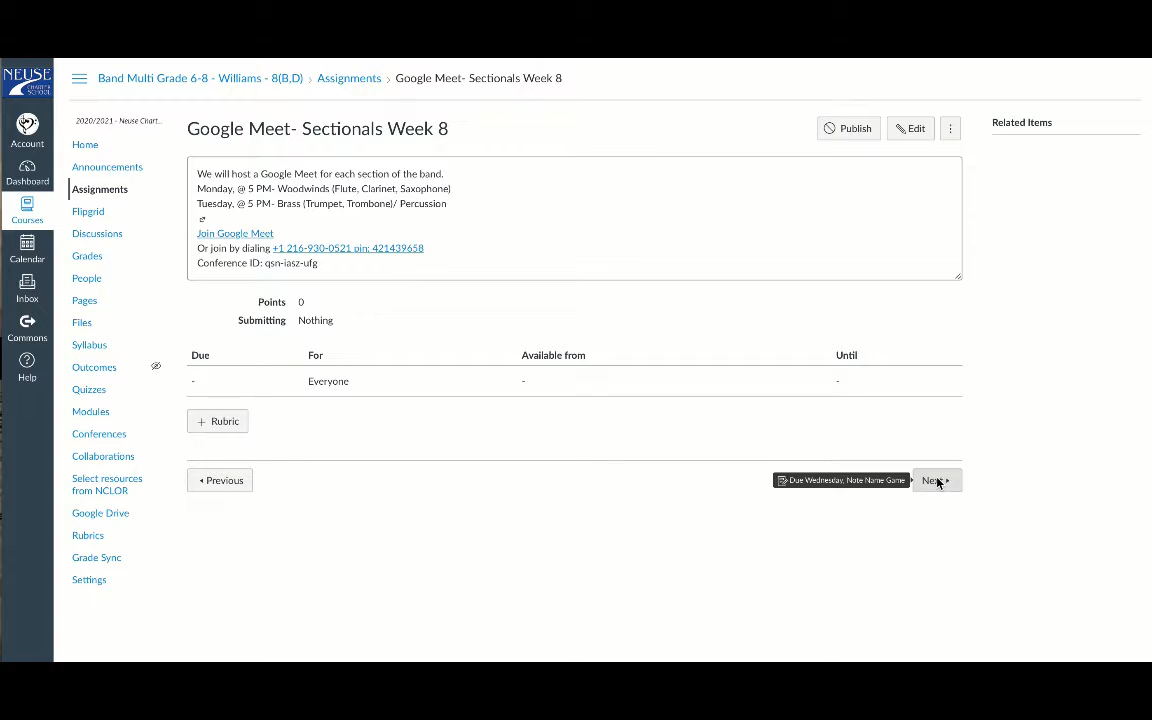 NEUSE
CHARTER
SCHOOL
Account
Dashboard
Courses
Calendar
Inbox
Commons
Help
Band Multi Grade 6-8 - Williams - 8(B,D) › Assignments › Google Meet- Sectionals Week 8
2020/2021 - Neuse Chart...
Home
Announcements
Assignments
Flipgrid
Discussions
Grades
People
Pages
Files
Syllabus
Outcomes
Quizzes
Modules
Conferences
Collaborations
Select resources
from NCLOR
Google Drive
Rubrics
Grade Sync
Settings
Google Meet- Sectionals Week 8
Publish
Edit
We will host a Google Meet for each section of the band.
Monday, @ 5 PM- Woodwinds (Flute, Clarinet, Saxophone)
Tuesday, @ 5 PM- Brass (Trumpet, Trombone)/ Percussion
Join Google Meet
Or join by dialing +1 216-930-0521 pin: 421439658
Conference ID: qsn-iasz-ufg
Points 0
Submitting Nothing
Due For Available from Until
- Everyone - -
+ Rubric
Previous
Due Wednesday, Note Name Game
Next
Related Items